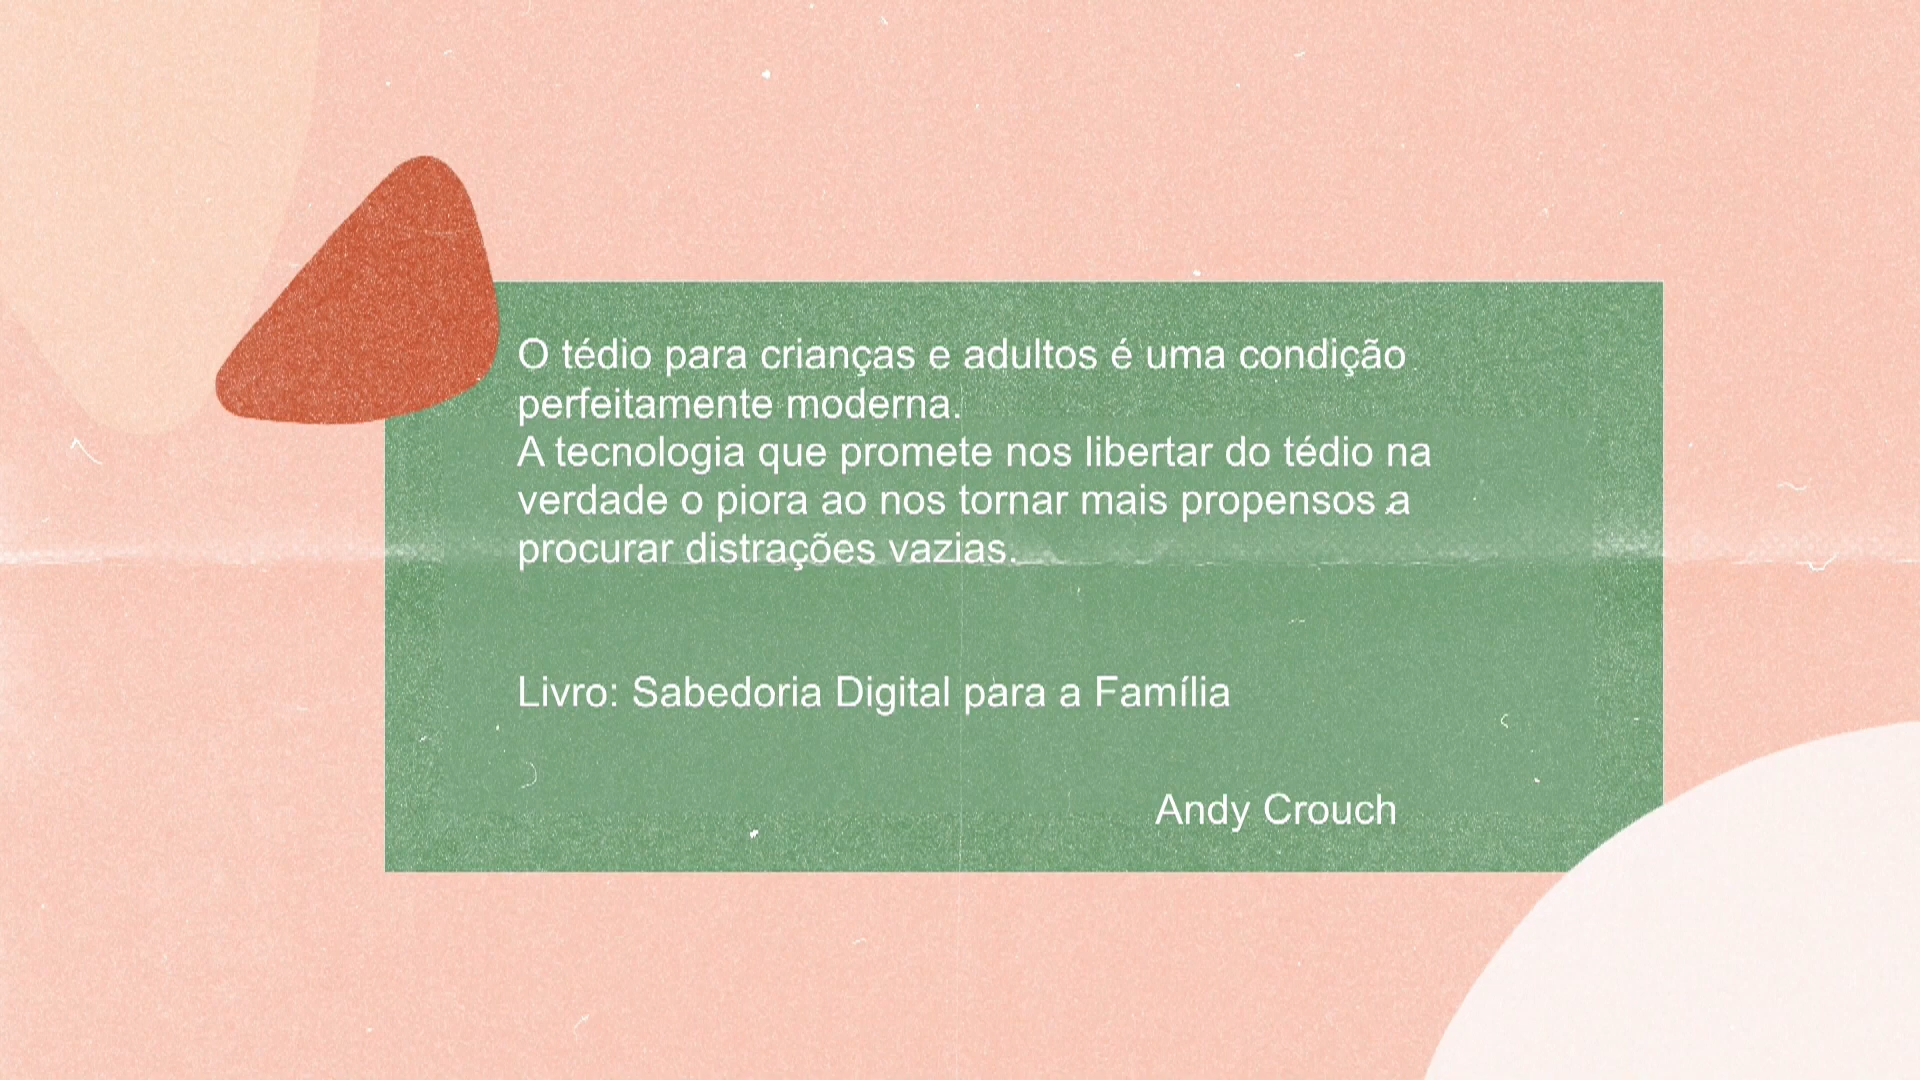 O tédio para crianças e adultos é uma condição
perfeitamente moderna.
A tecnologia que promete nos libertar do tédio na
verdade o piora ao nos tornar mais propensos a
procurar distrações vazias.
Livro: Sabedoria Digital para a Família
Andy Crouch